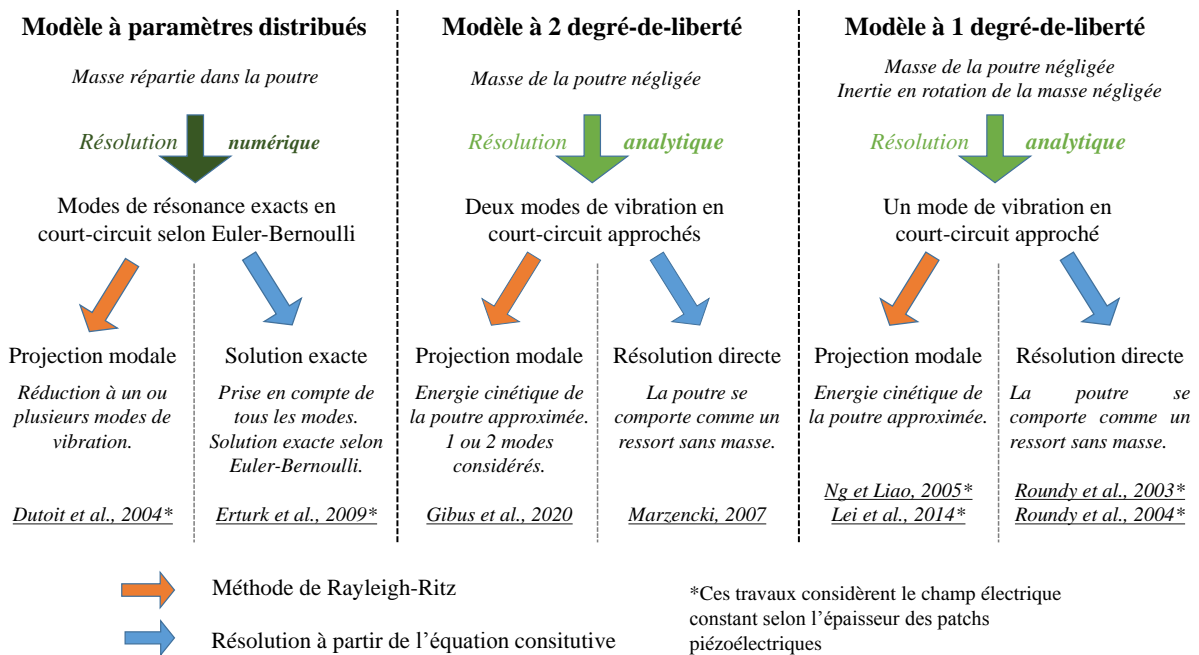 Modèle à paramètres distribués
Masse répartie dans la poutre
Résolution numérique
Modes de résonance exacts en
court-circuit selon Euler-Bernoulli
Projection modale
Réduction à un ou
plusieurs modes de
vibration.
Dutoit et al., 2004*
Solution exacte
Prise en compte de
tous les modes.
Solution exacte selon
Euler-Bernoulli.
Erturk et al., 2009*
Modèle à 2 degré-de-liberté
Masse de la poutre négligée
Résolution analytique
Deux modes de vibration en
court-circuit approchés
Projection modale
Energie cinétique de
la poutre approximée.
1 ou 2 modes
considérés.
Gibus et al., 2020
Résolution directe
La poutre se
comporte comme un
ressort sans masse.
Marzencki, 2007
Modèle à 1 degré-de-liberté
Masse de la poutre négligée
Inertie en rotation de la masse négligée
Résolution analytique
Un mode de vibration en
court-circuit approché
Projection modale
Energie cinétique de
la poutre approximée.
Ng et Liao, 2005*
Lei et al., 2014*
Résolution directe
La poutre se
comporte comme un
ressort sans masse.
Roundy et al., 2003*
Roundy et al., 2004*
Méthode de Rayleigh-Ritz
Résolution à partir de l'équation consitutive
*Ces travaux considèrent le champ électrique
constant selon l'épaisseur des patchs
piézoélectriques